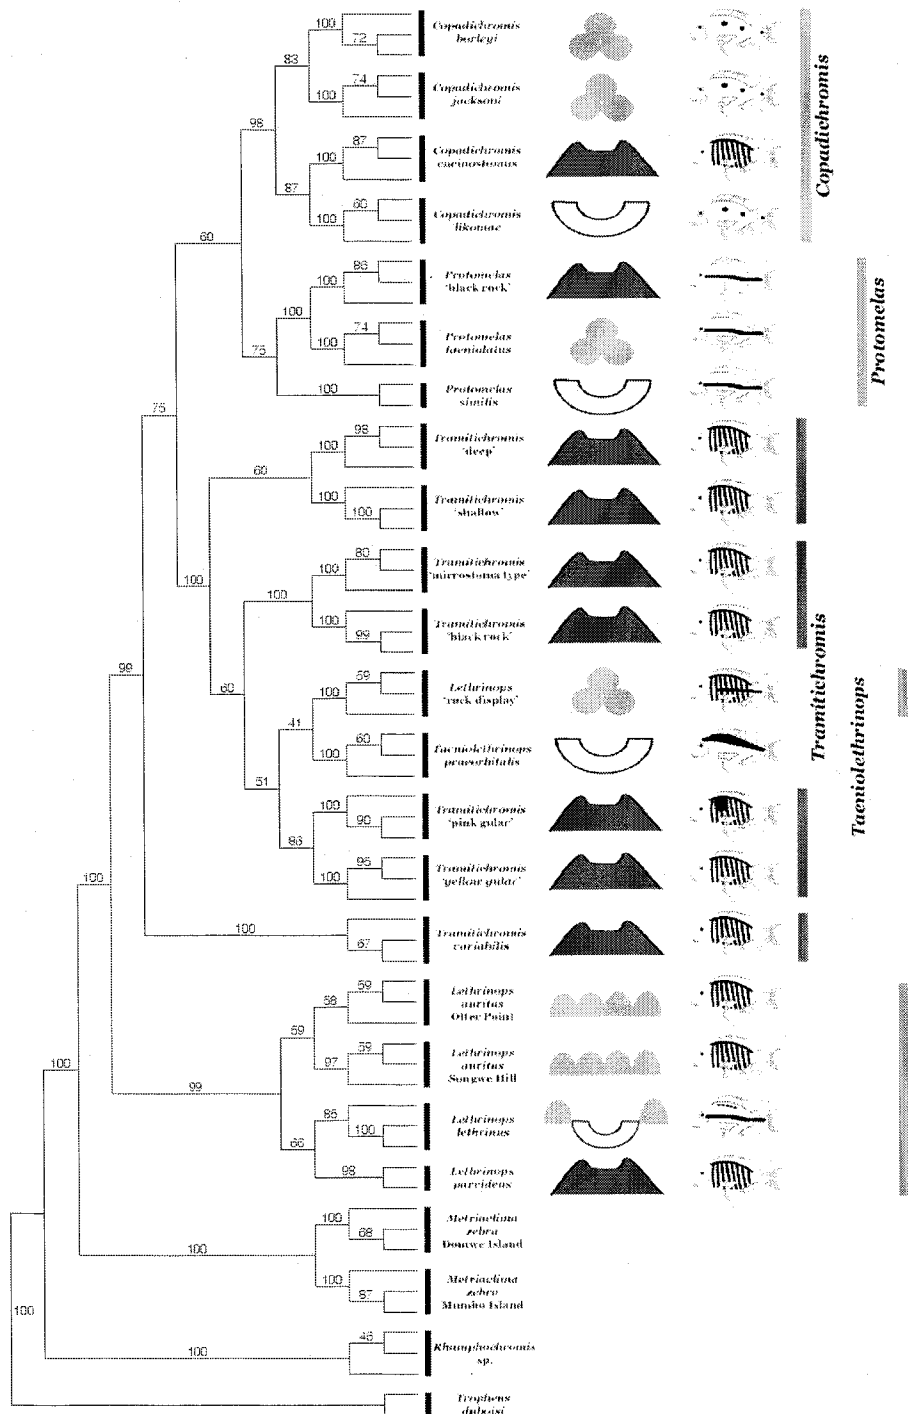 100
Copadichromis
borleyi
72
83
74
Copadichromis
jacksoni
100
98
87
Copadichromis
eucinostomus
100
87
60
Copadichromis
likomae
100
Copadichromis
60
86
Protomelas
'black rock'
100
100
74
Protomelas
taeniolatus
100
75
100
Protomelas
similis
Protomelas
75
98
Tramitichromis
'deep'
100
60
100
Tramitichromis
'shallow'
100
100
80
Tramitichromis
'microstoma type'
100
100
100
Tramitichromis
'black rock'
99
99
60
59
Lethrinops
'rock display'
100
41
60
Taeniolethrinops
praeorbitalis
100
51
100
Tramitichromis
'pink gular'
90
86
95
Tramitichromis
'yellow gular'
100
Tramitichromis
Taeniolethrinops
100
100
Tramitichromis
variabilis
67
59
Lethrinops
auritus
Otter Point
58
59
59
Lethrinops
auritus
Songwe Hill
97
100
99
85
Lethrinops
lethrinus
100
66
98
Lethrinops
parvidens
100
Metriaclima
zebra
Domwe Island
68
100
100
Metriaclima
zebra
Mumbo Island
87
100
46
Rhamphochromis
sp.
100
Tropheus
duboisi